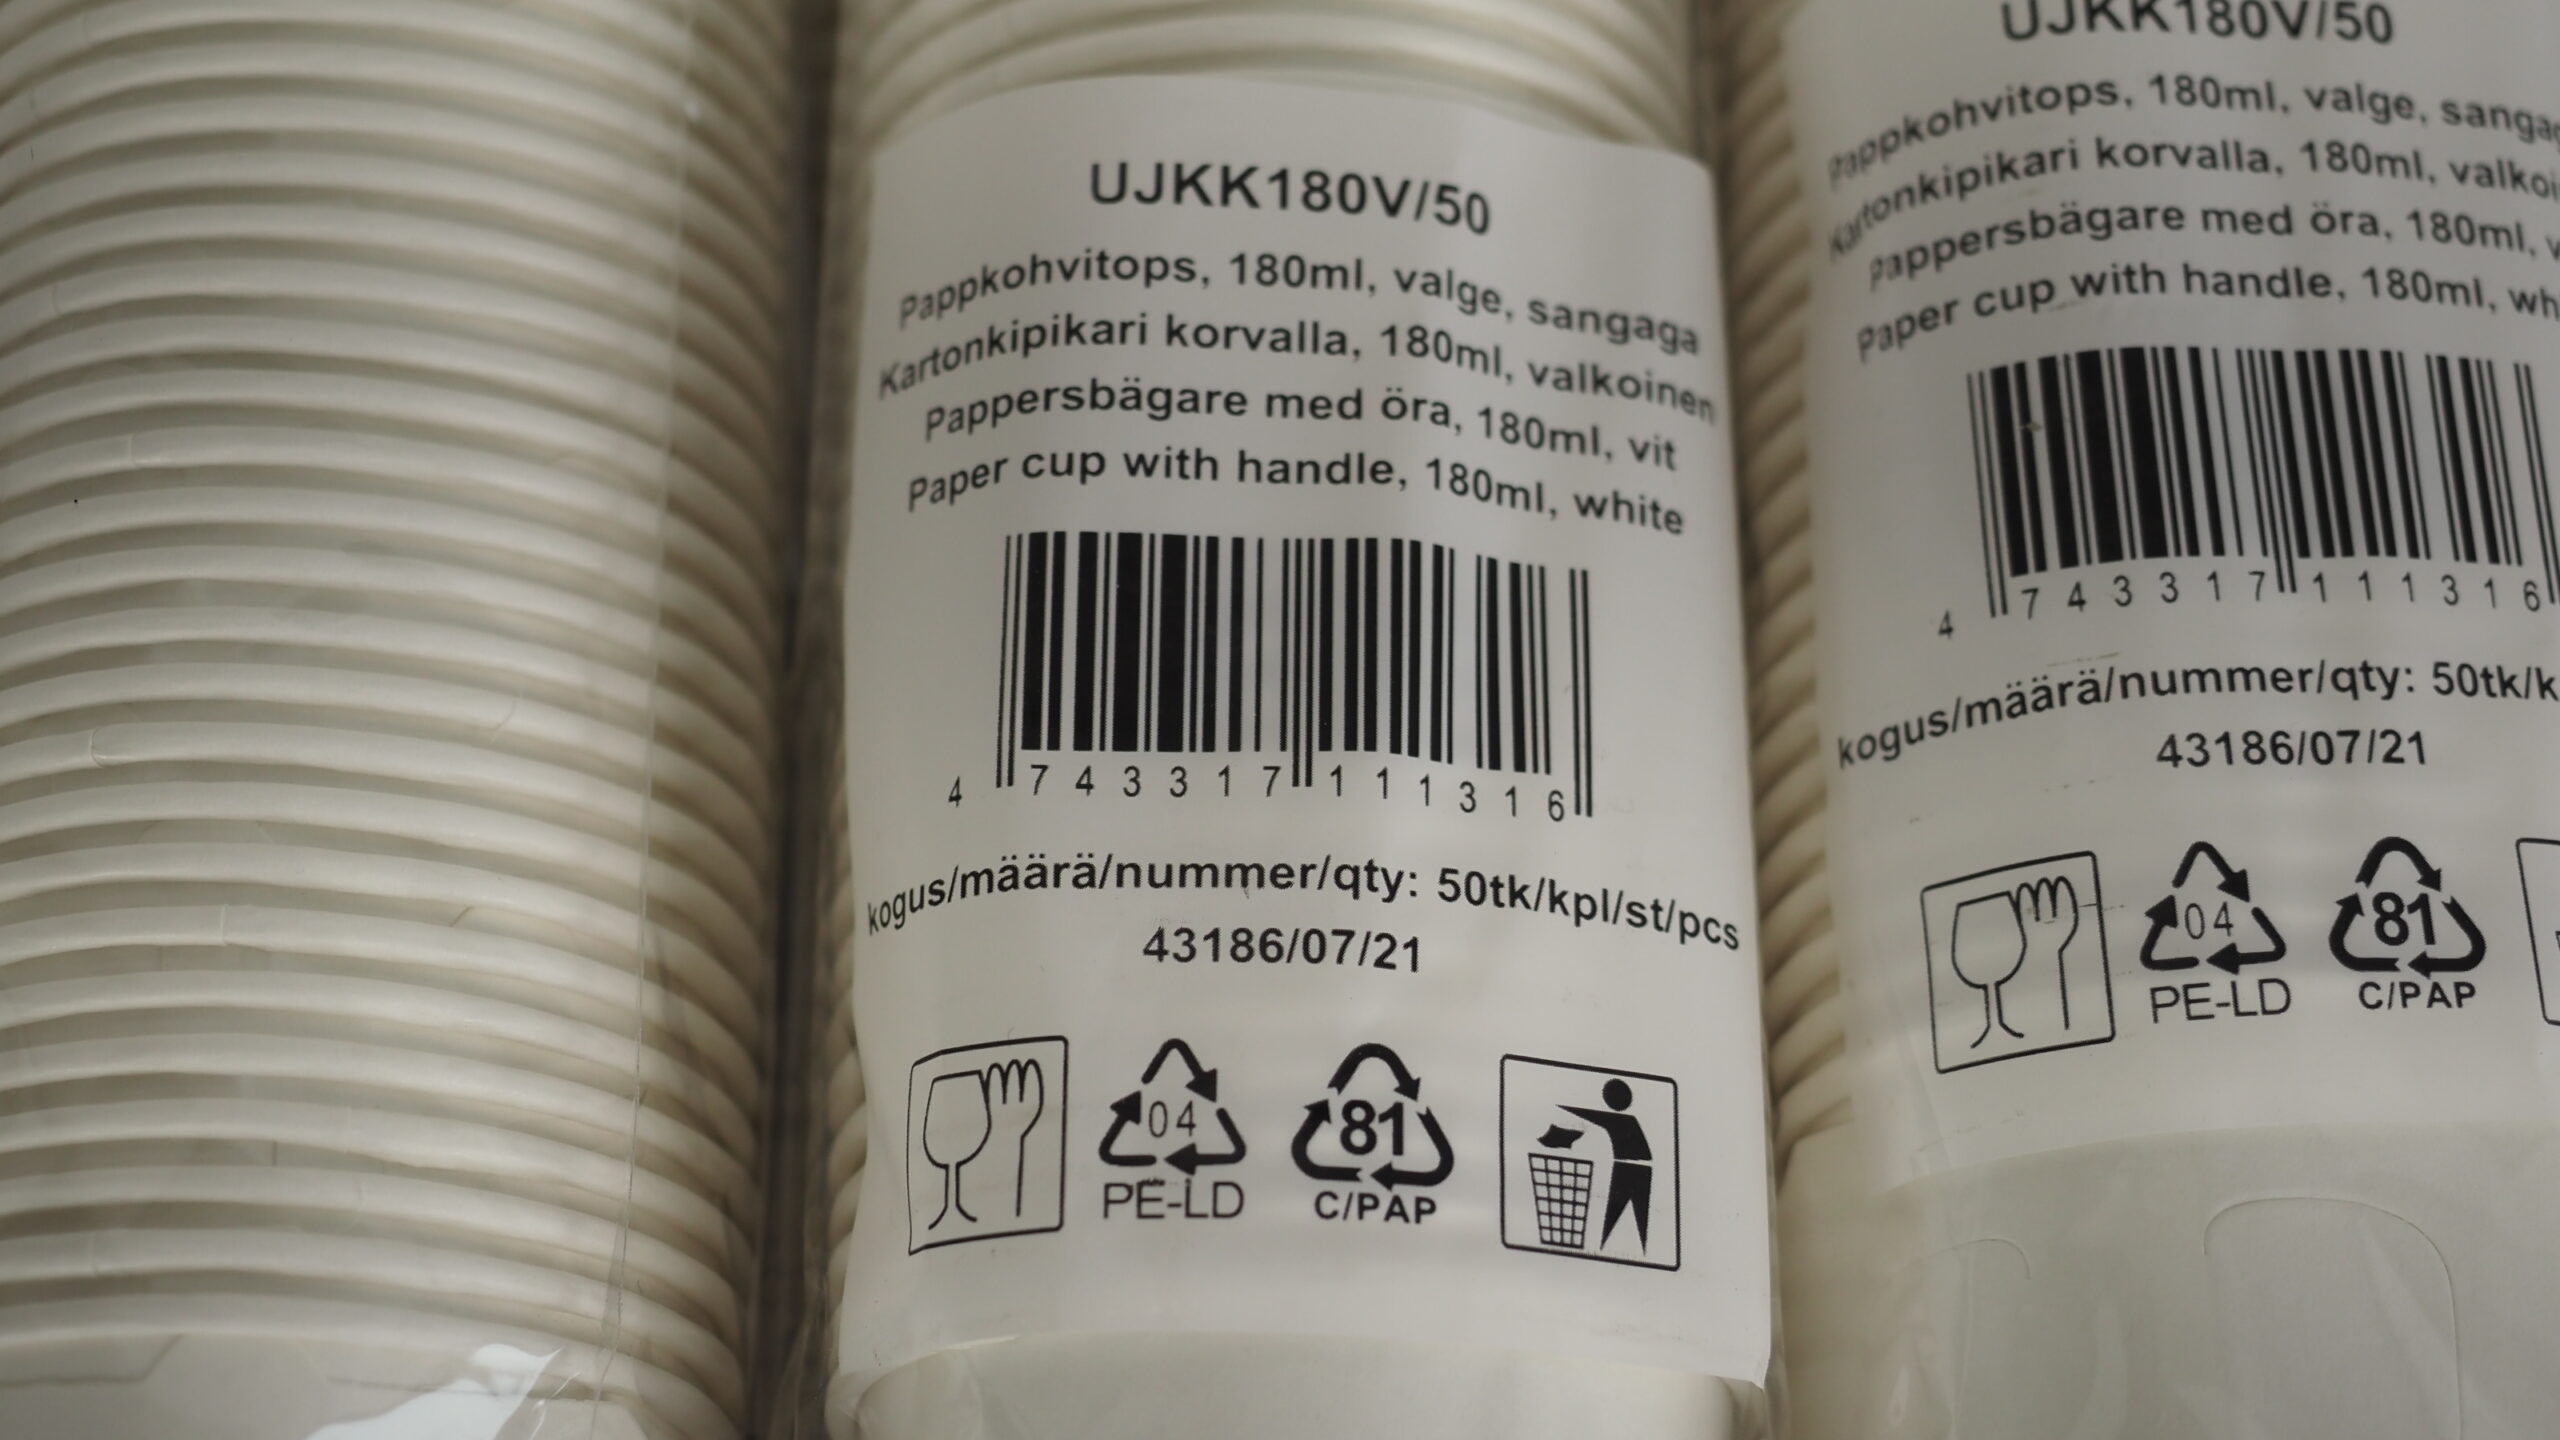 UJKK180V/50
Pappkohvitops, 180ml, valge, sangaga
Kartonkipikari korvalla, 180ml, valkoinen
Pappersbägare med öra, 180ml, vit
Paper cup with handle, 180ml, white
4 743317 111316
kogus/määrä/nummer/qty: 50tk/kpl/st/pcs
43186/07/21
04
PE-LD
81
C/PAP
UJKK180V/50
Pappkohvitops, 180ml, valge,
Kartonkipikari korvalla, 180ml,
Pappersbägare med öra, 180ml,
Paper cup with handle, 180ml,
4 743317 111316
kogus/määrä/nummer/qty: 50tk/k
43186/07/21
04
PE-LD
81
C/PAP